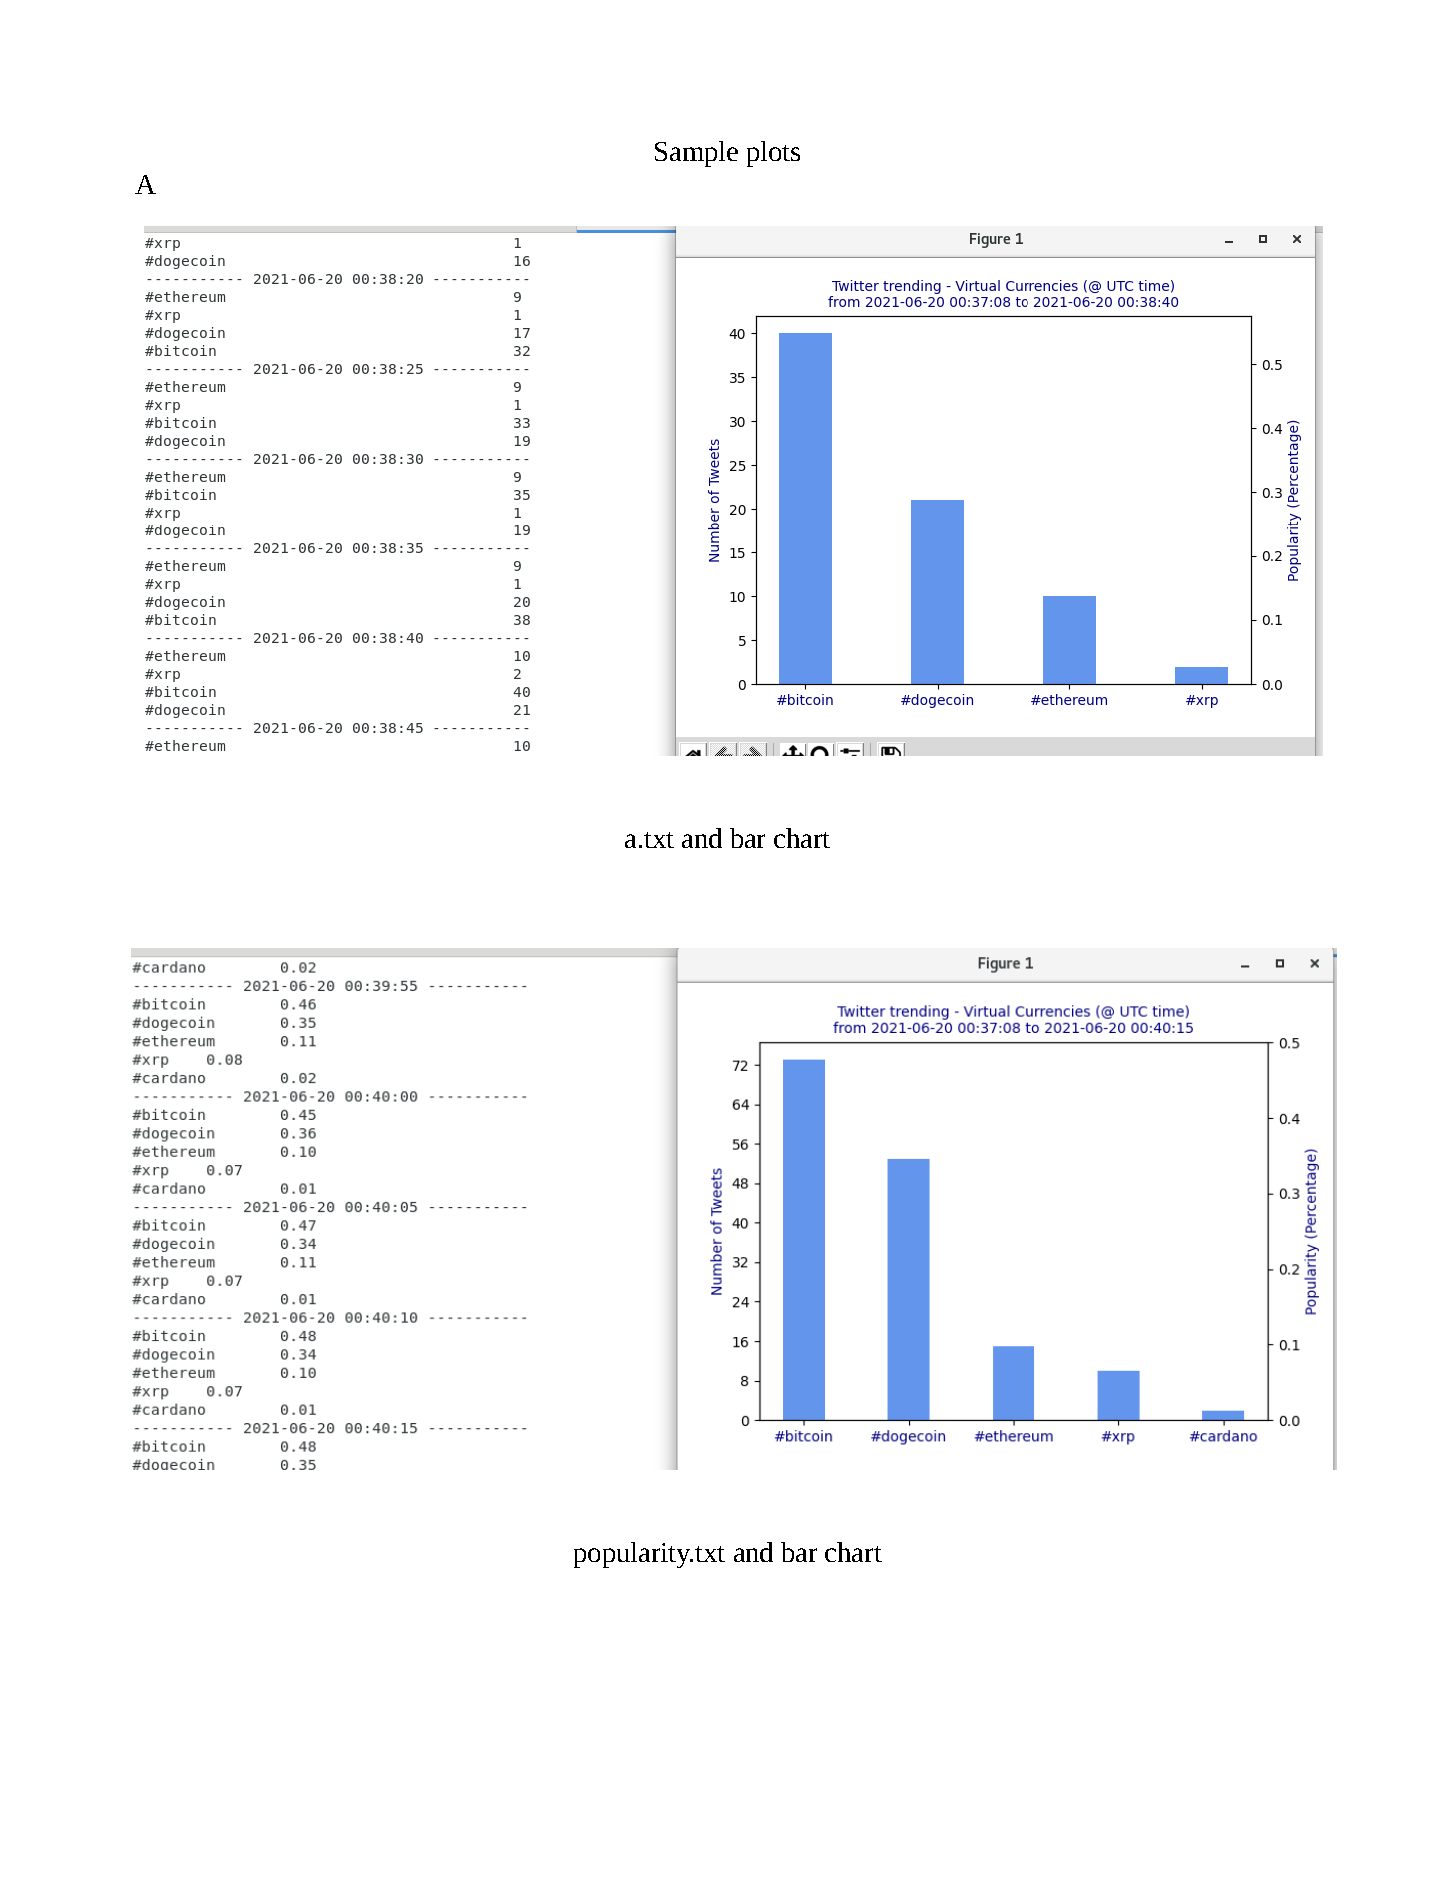 Sample plots
A
#xrp 1
#dogecoin 16
----------- 2021-06-20 00:38:20 -----------
#ethereum 9
#xrp 1
#dogecoin 17
#bitcoin 32
----------- 2021-06-20 00:38:25 -----------
#ethereum 9
#xrp 1
#bitcoin 33
#dogecoin 19
----------- 2021-06-20 00:38:30 -----------
#ethereum 9
#bitcoin 35
#xrp 1
#dogecoin 19
----------- 2021-06-20 00:38:35 -----------
#ethereum 9
#xrp 1
#dogecoin 20
#bitcoin 38
----------- 2021-06-20 00:38:40 -----------
#ethereum 10
#xrp 2
#bitcoin 40
#dogecoin 21
----------- 2021-06-20 00:38:45 -----------
#ethereum 10
Figure 1
Twitter trending - Virtual Currencies (@ UTC time)
from 2021-06-20 00:37:08 to 2021-06-20 00:38:40
Number of Tweets
40
35
30
25
20
15
10
5
0
0.5
0.4
0.3
0.2
0.1
0.0
Popularity (Percentage)
#bitcoin #dogecoin #ethereum #xrp
a.txt and bar chart
#cardano 0.02
----------- 2021-06-20 00:39:55 -----------
#bitcoin 0.46
#dogecoin 0.35
#ethereum 0.11
#xrp 0.08
#cardano 0.02
----------- 2021-06-20 00:40:00 -----------
#bitcoin 0.45
#dogecoin 0.36
#ethereum 0.10
#xrp 0.07
#cardano 0.01
----------- 2021-06-20 00:40:05 -----------
#bitcoin 0.47
#dogecoin 0.34
#ethereum 0.11
#xrp 0.07
#cardano 0.01
----------- 2021-06-20 00:40:10 -----------
#bitcoin 0.48
#dogecoin 0.34
#ethereum 0.10
#xrp 0.07
#cardano 0.01
----------- 2021-06-20 00:40:15 -----------
#bitcoin 0.48
#dogecoin 0.35
Figure 1
Twitter trending - Virtual Currencies (@ UTC time)
from 2021-06-20 00:37:08 to 2021-06-20 00:40:15
Number of Tweets
72
64
56
48
40
32
24
16
8
0
0.5
0.4
0.3
0.2
0.1
0.0
Popularity (Percentage)
#bitcoin #dogecoin #ethereum #xrp #cardano
popularity.txt and bar chart